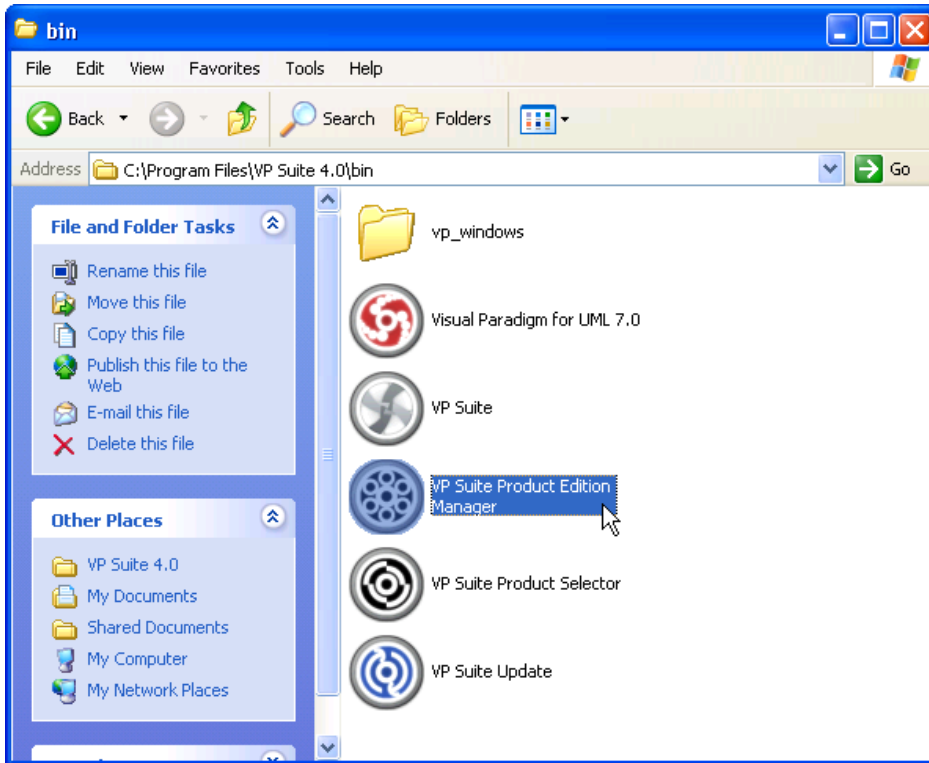 bin
File Edit View Favorites Tools Help
Back Search Folders
Address C:\Program Files\VP Suite 4.0\bin Go
File and Folder Tasks
Rename this file
Move this file
Copy this file
Publish this file to the
Web
E-mail this file
Delete this file
Other Places
VP Suite 4.0
My Documents
Shared Documents
My Computer
My Network Places
vp_windows
Visual Paradigm for UML 7.0
VP Suite
VP Suite Product Edition
Manager
VP Suite Product Selector
VP Suite Update